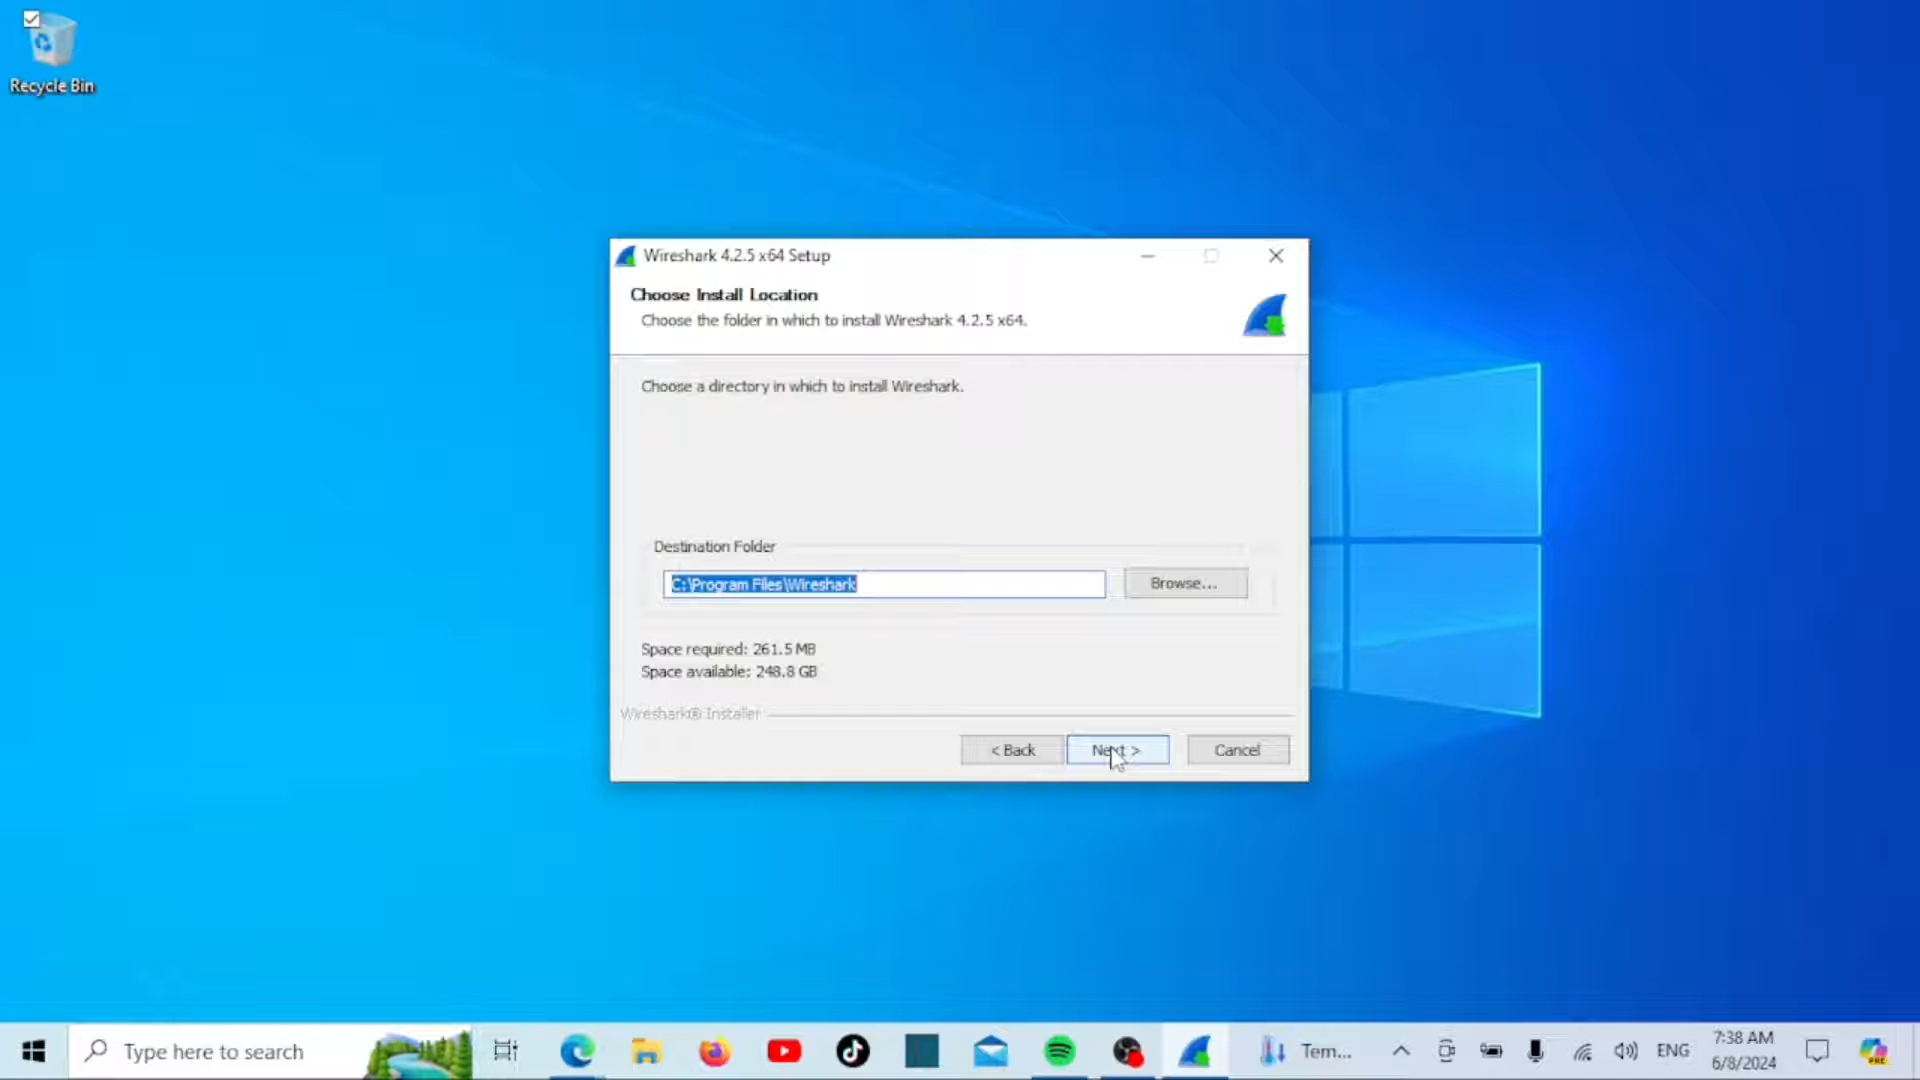 Recycle Bin
Wireshark 4.2.5 x64 Setup
Choose Install Location
Choose the folder in which to install Wireshark 4.2.5 x64.
Choose a directory in which to install Wireshark.
Destination Folder
C:\Program Files\Wireshark
Browse...
Space required: 261.5 MB
Space available: 248.8 GB
Wireshark® Installer
< Back
Next >
Cancel
Type here to search
Tem...
ENG
7:38 AM
6/8/2024
PRE